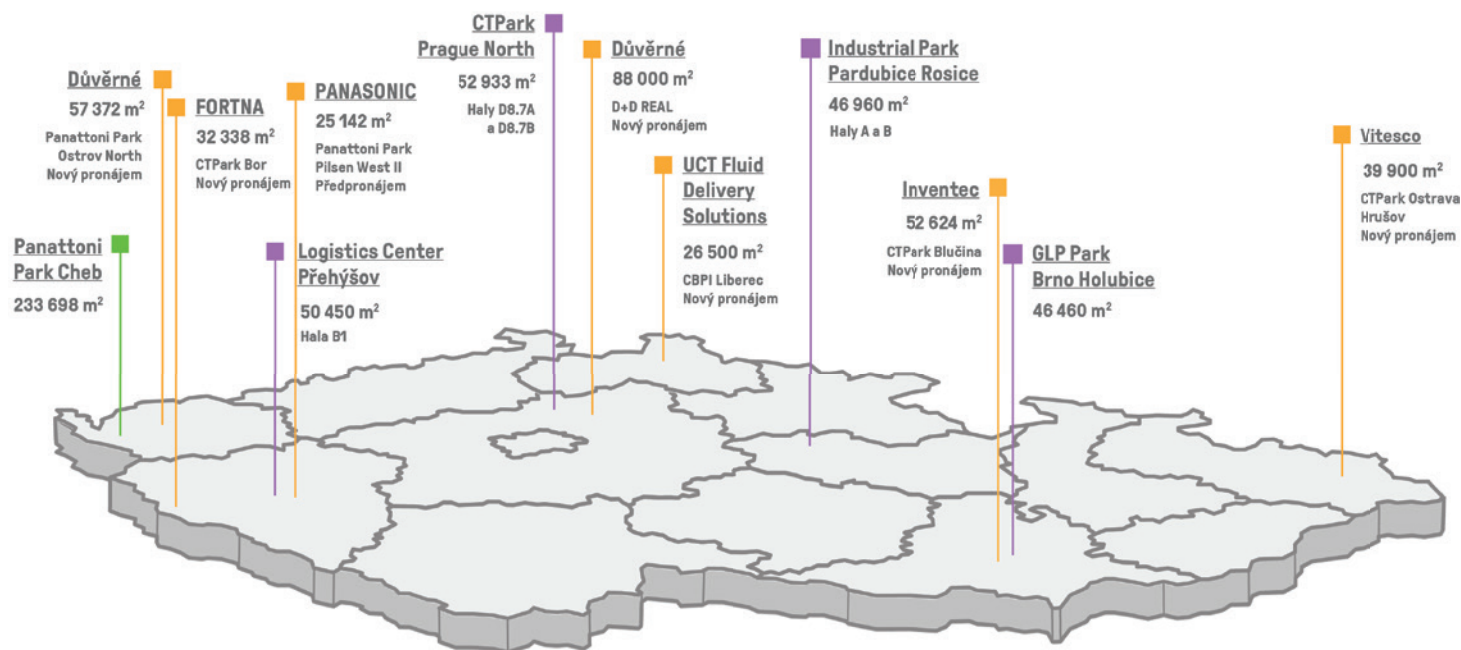 Důvěrné
57 372 m²
Panattoni Park
Ostrov North
Nový pronájem
FORTNA
32 338 m²
CTPark Bor
Nový pronájem
PANASONIC
25 142 m²
Panattoni Park
Pilsen West II
Předpronájem
CTPark
Prague North
52 933 m²
Haly D8.7A
a D8.7B
Důvěrné
88 000 m²
D+D REAL
Nový pronájem
Industrial Park
Pardubice Rosice
46 960 m²
Haly A a B
UCT Fluid
Delivery
Solutions
26 500 m²
CBPI Liberec
Nový pronájem
Inventec
52 624 m²
CTPark Blučina
Nový pronájem
Vitesco
39 900 m²
CTPark Ostrava
Hrušov
Nový pronájem
Panattoni
Park Cheb
233 698 m²
Logistics Center
Přehýšov
50 450 m²
Hala B1
GLP Park
Brno Holubice
46 460 m²